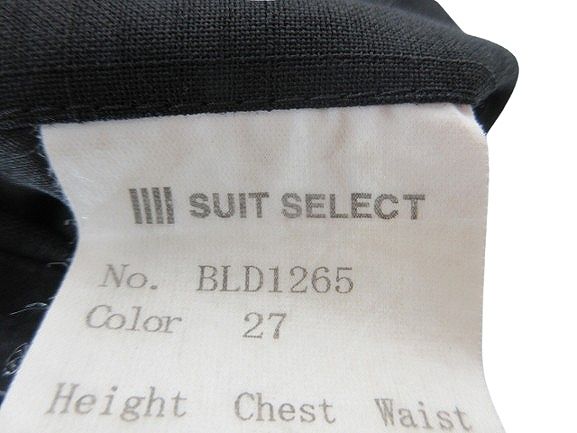 SUIT SELECT
No. BLD1265
Color 27
Height Chest Waist